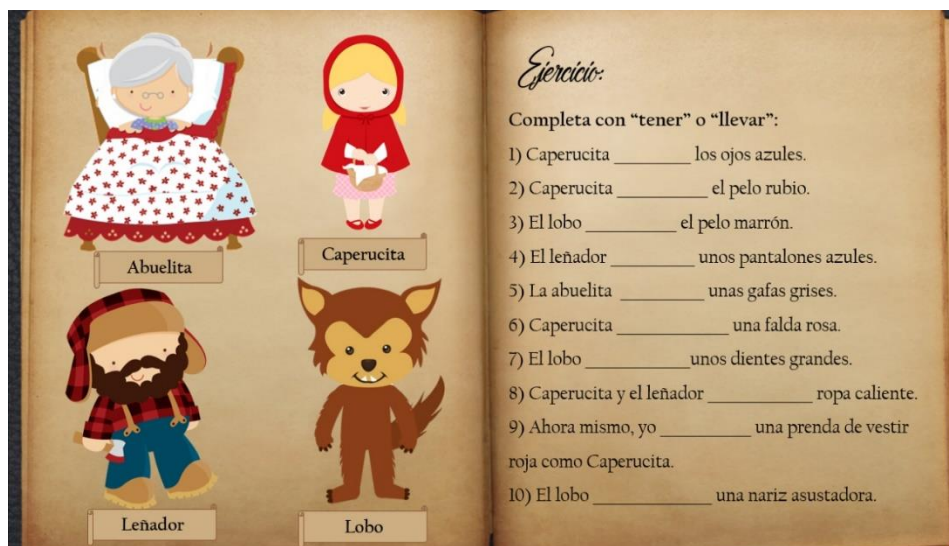 Abuelita
Caperucita
Leñador
Lobo
Ejercicio:
Completa con “tener” o “llevar”:
1) Caperucita _________ los ojos azules.
2) Caperucita ___________ el pelo rubio.
3) El lobo ___________ el pelo marrón.
4) El leñador __________ unos pantalones azules.
5) La abuelita __________ unas gafas grises.
6) Caperucita _____________ una falda rosa.
7) El lobo _____________unos dientes grandes.
8) Caperucita y el leñador ____________ ropa caliente.
9) Ahora mismo, yo ___________ una prenda de vestir
roja como Caperucita.
10) El lobo ______________ una nariz asustadora.